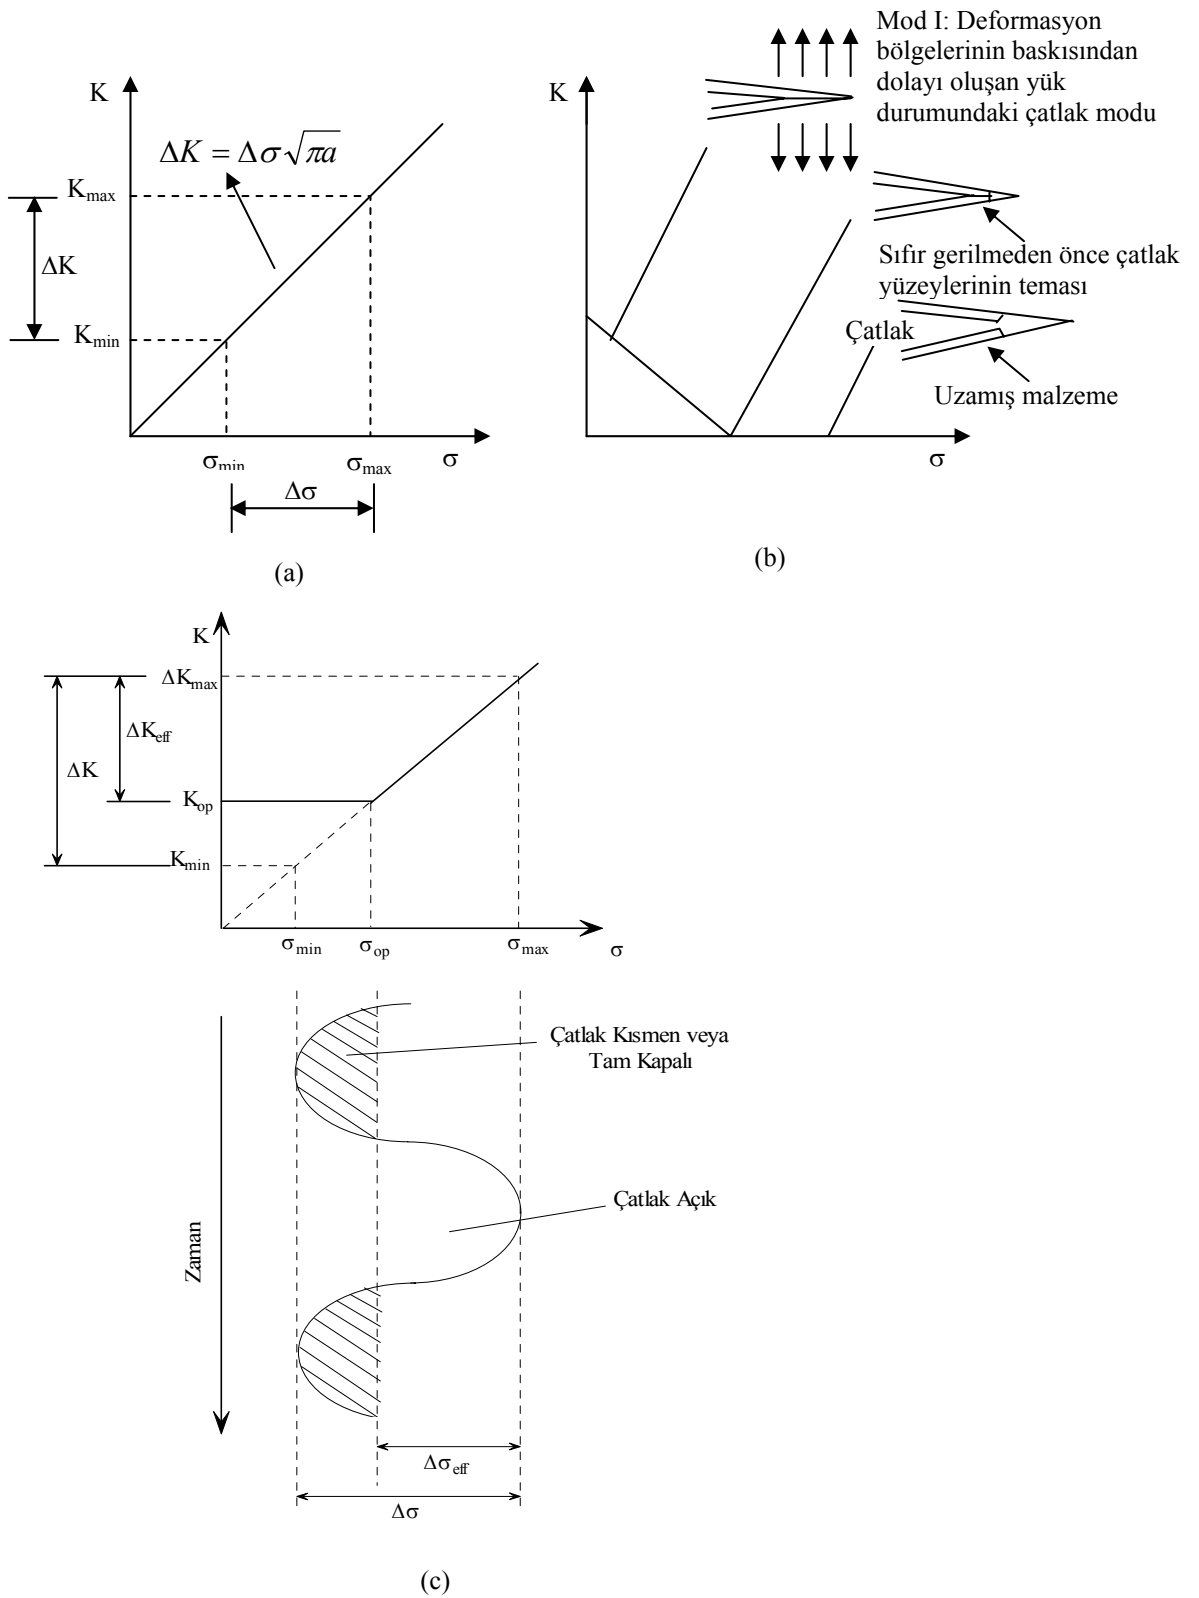 K
ΔK = Δσ√πa
K_max
ΔK
K_min
σ_min
σ_max
σ
Δσ
(a)
Mod I: Deformasyon
bölgelerinin baskısından
dolayı oluşan yük
durumundaki çatlak modu
K
Sıfır gerilmeden önce çatlak
yüzeylerinin teması
Çatlak
Uzamış malzeme
σ
(b)
K
ΔK_max
ΔK_eff
ΔK
K_op
K_min
σ_min
σ_op
σ_max
σ
Çatlak Kısmen veya
Tam Kapalı
Çatlak Açık
Zaman
Δσ_eff
Δσ
(c)